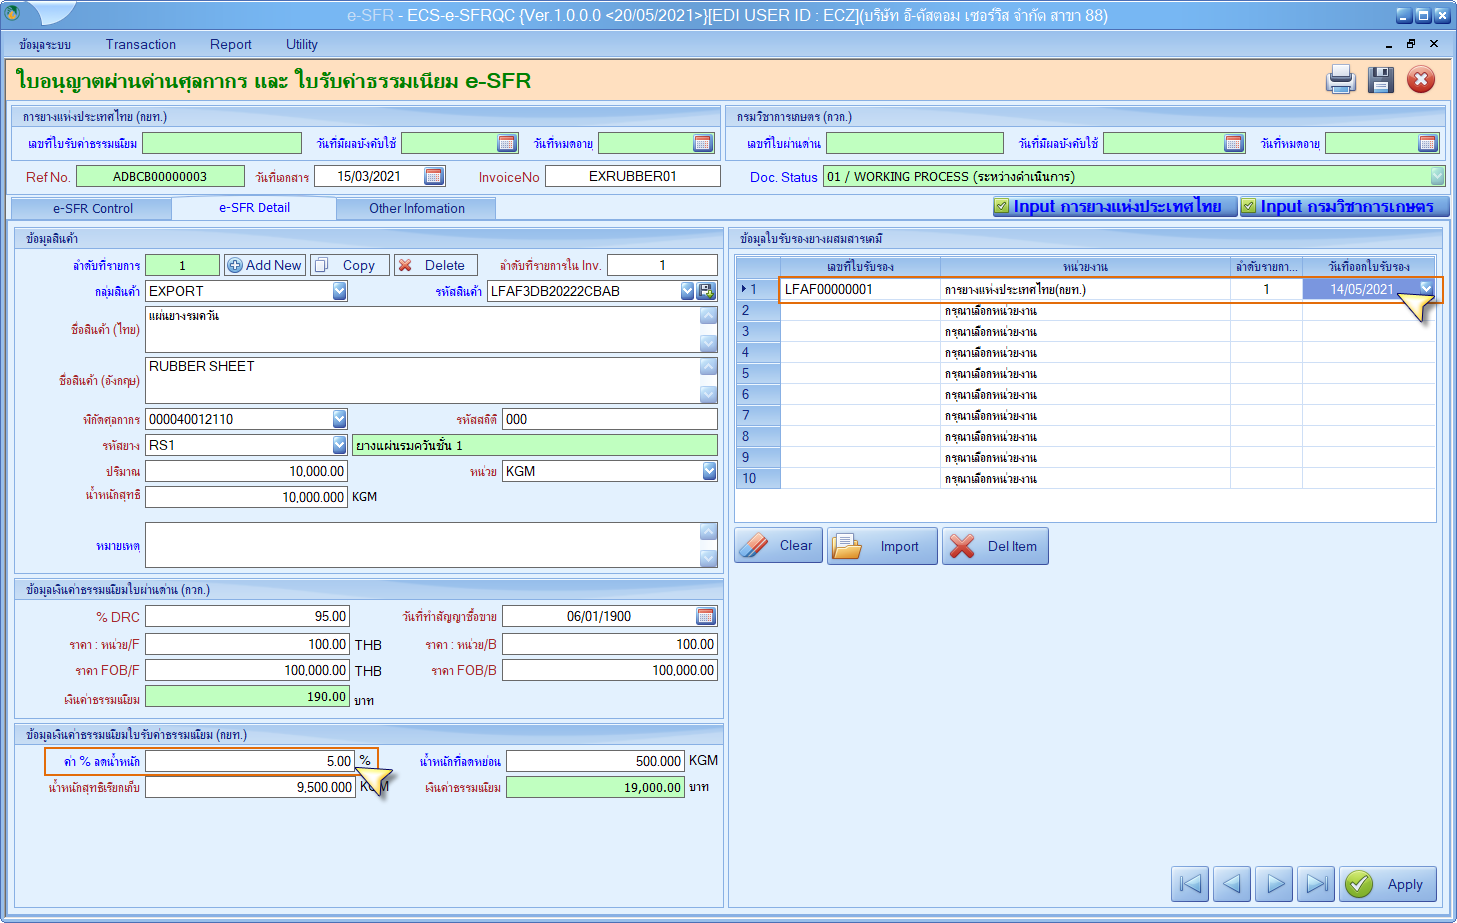 e-SFR - ECS-e-SFRQC {Ver.1.0.0.0 <20/05/2021>}[EDI USER ID : ECZ](บริษัท อี-คัสตอม เซอร์วิส จำกัด สาขา 88)
ข้อมูลระบบ Transaction Report Utility
ใบอนุญาตผ่านด่านศุลกากร และ ใบรับค่าธรรมเนียม e-SFR
การยางแห่งประเทศไทย (กยท.) กรมวิชาการเกษตร (กวก.)
เลขที่ใบรับค่าธรรมเนียม วันที่มีผลบังคับใช้ วันที่หมดอายุ เลขที่ใบผ่านด่าน วันที่มีผลบังคับใช้ วันที่หมดอายุ
Ref No. ADBCB00000003 วันที่เอกสาร 15/03/2021 InvoiceNo EXRUBBER01 Doc. Status 01 / WORKING PROCESS (ระหว่างดำเนินการ)
e-SFR Control e-SFR Detail Other Infomation Input การยางแห่งประเทศไทย Input กรมวิชาการเกษตร
ข้อมูลสินค้า
ลำดับที่รายการ 1 Add New Copy Delete ลำดับที่รายการใน Inv. 1
กลุ่มสินค้า EXPORT รหัสสินค้า LFAF3DB20222CBAB
ชื่อสินค้า (ไทย) แผ่นยางรมควัน
ชื่อสินค้า (อังกฤษ) RUBBER SHEET
พิกัดศุลกากร 000040012110 รหัสสถิติ 000
รหัสยาง RS1 ยางแผ่นรมควันชั้น 1
ปริมาณ 10,000.00 หน่วย KGM
น้ำหนักสุทธิ 10,000.000 KGM
หมายเหตุ
ข้อมูลเงินค่าธรรมเนียมใบผ่านด่าน (กวก.)
% DRC 95.00 วันที่ทำสัญญาซื้อขาย 06/01/1900
ราคา : หน่วย/F 100.00 THB ราคา : หน่วย/B 100.00
ราคา FOB/F 100,000.00 THB ราคา FOB/B 100,000.00
เงินค่าธรรมเนียม 190.00 บาท
ข้อมูลเงินค่าธรรมเนียมใบรับค่าธรรมเนียม (กยท.)
ค่า % ลดน้ำหนัก 5.00 % น้ำหนักที่ลดหย่อน 500.000 KGM
น้ำหนักสุทธิเรียกเก็บ 9,500.000 KGM เงินค่าธรรมเนียม 19,000.00 บาท
ข้อมูลใบรับรองยางผสมสารเคมี
เลขที่ใบรับรอง หน่วยงาน ลำดับรายกา... วันที่ออกใบรับรอง
1 LFAF00000001 การยางแห่งประเทศไทย(กยท.) 1 14/05/2021
2 กรุณาเลือกหน่วยงาน
3 กรุณาเลือกหน่วยงาน
4 กรุณาเลือกหน่วยงาน
5 กรุณาเลือกหน่วยงาน
6 กรุณาเลือกหน่วยงาน
7 กรุณาเลือกหน่วยงาน
8 กรุณาเลือกหน่วยงาน
9 กรุณาเลือกหน่วยงาน
10 กรุณาเลือกหน่วยงาน
Clear Import Del Item
Apply